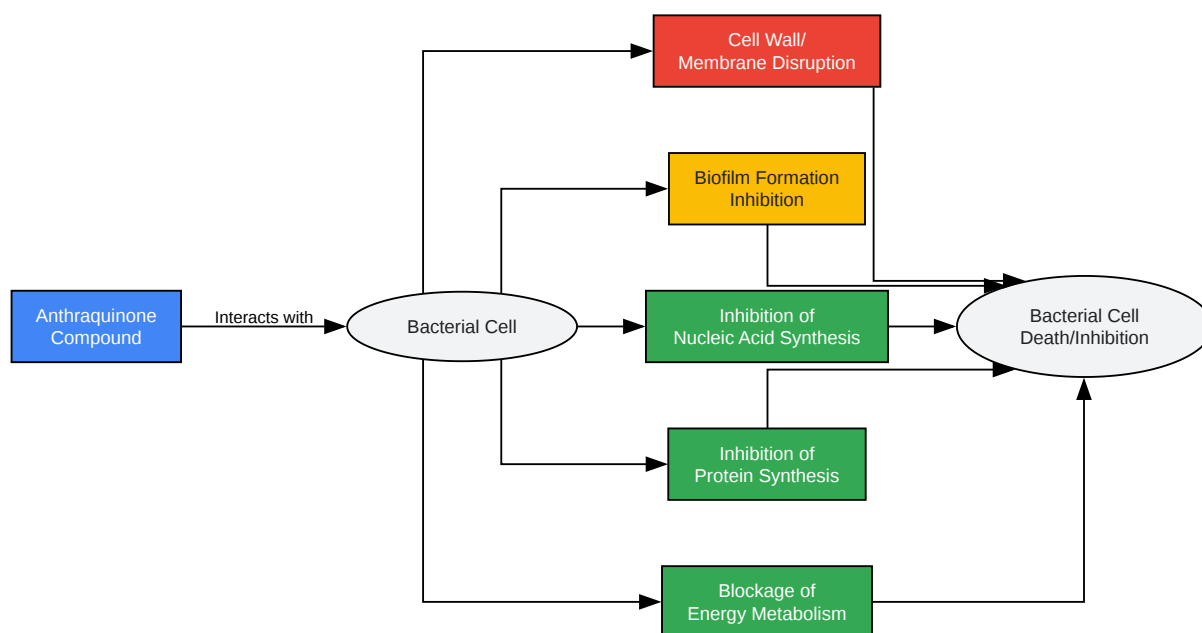 Cell Wall/
Membrane Disruption
Biofilm Formation
Inhibition
Anthraquinone
Compound
Interacts with
Bacterial Cell
Inhibition of
Nucleic Acid Synthesis
Bacterial Cell
Death/Inhibition
Inhibition of
Protein Synthesis
Blockage of
Energy Metabolism